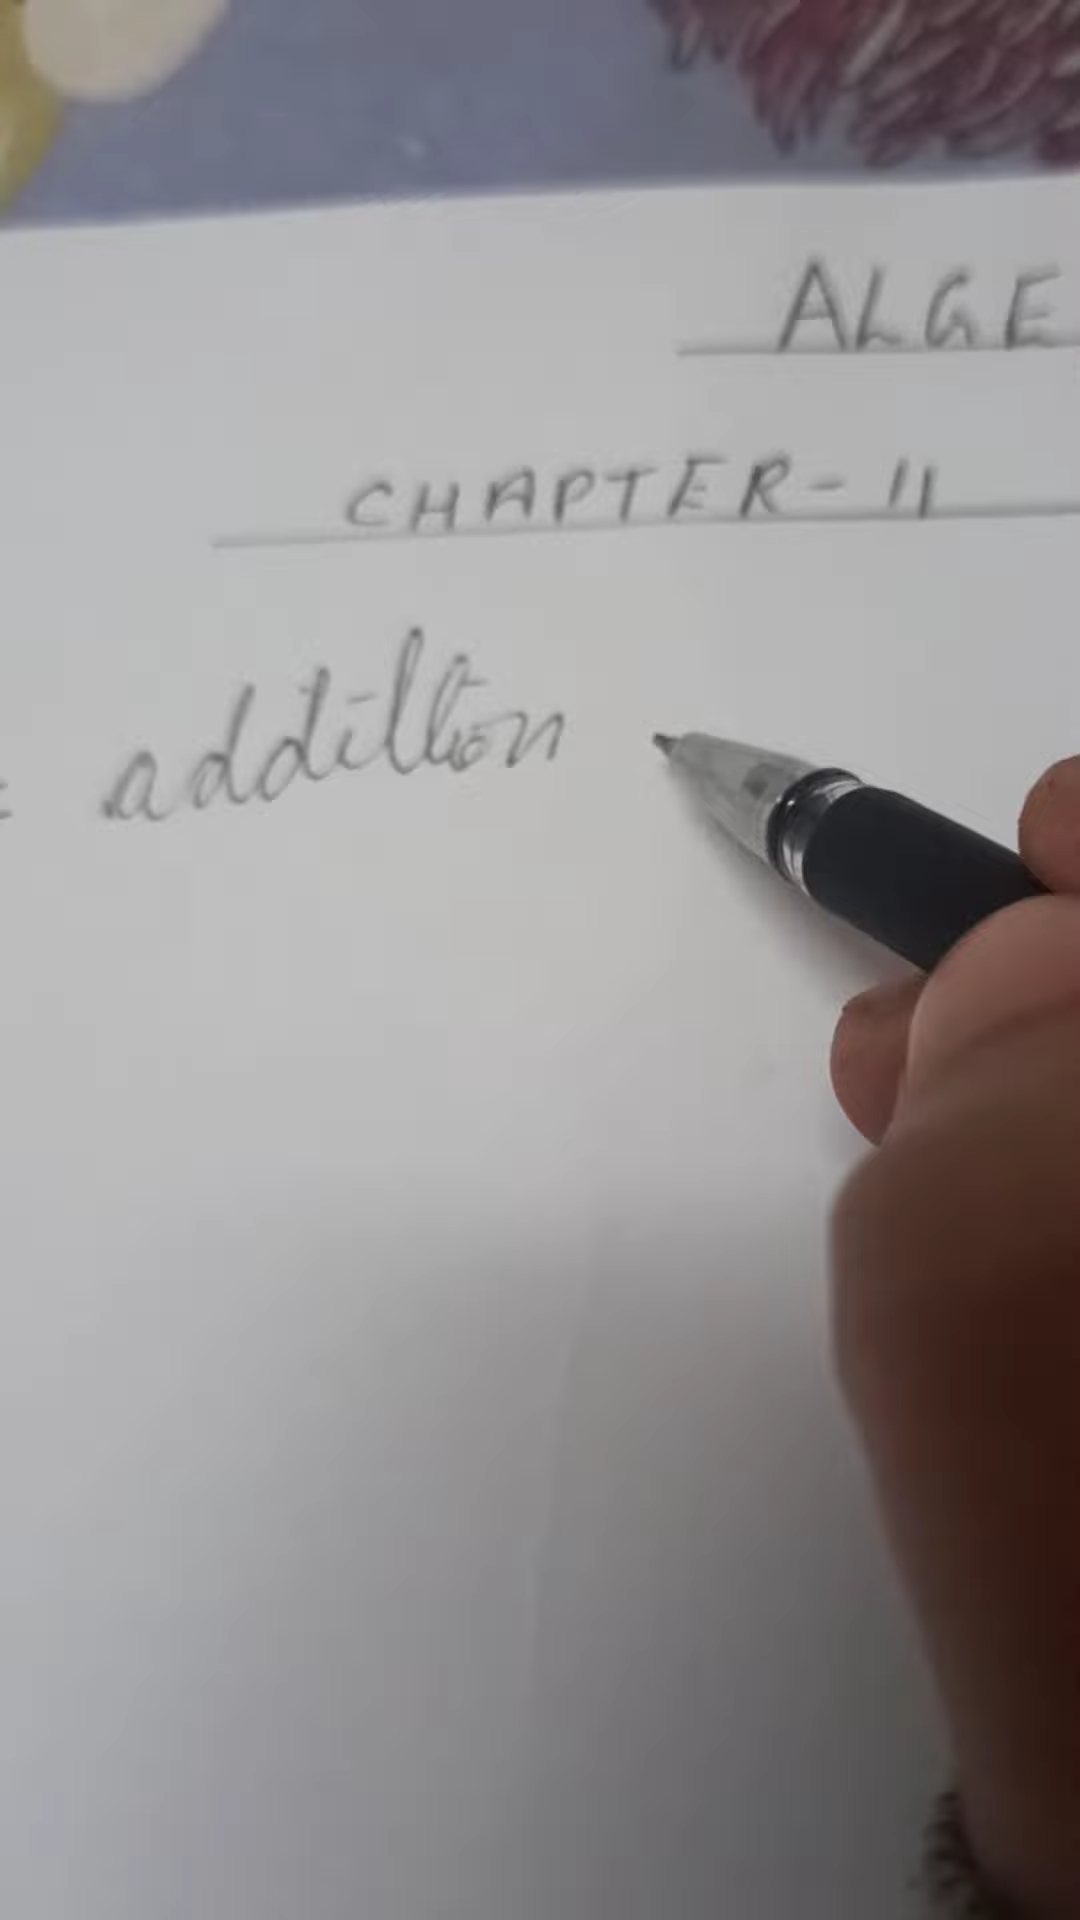 ALGE
CHAPTER-11
= addition